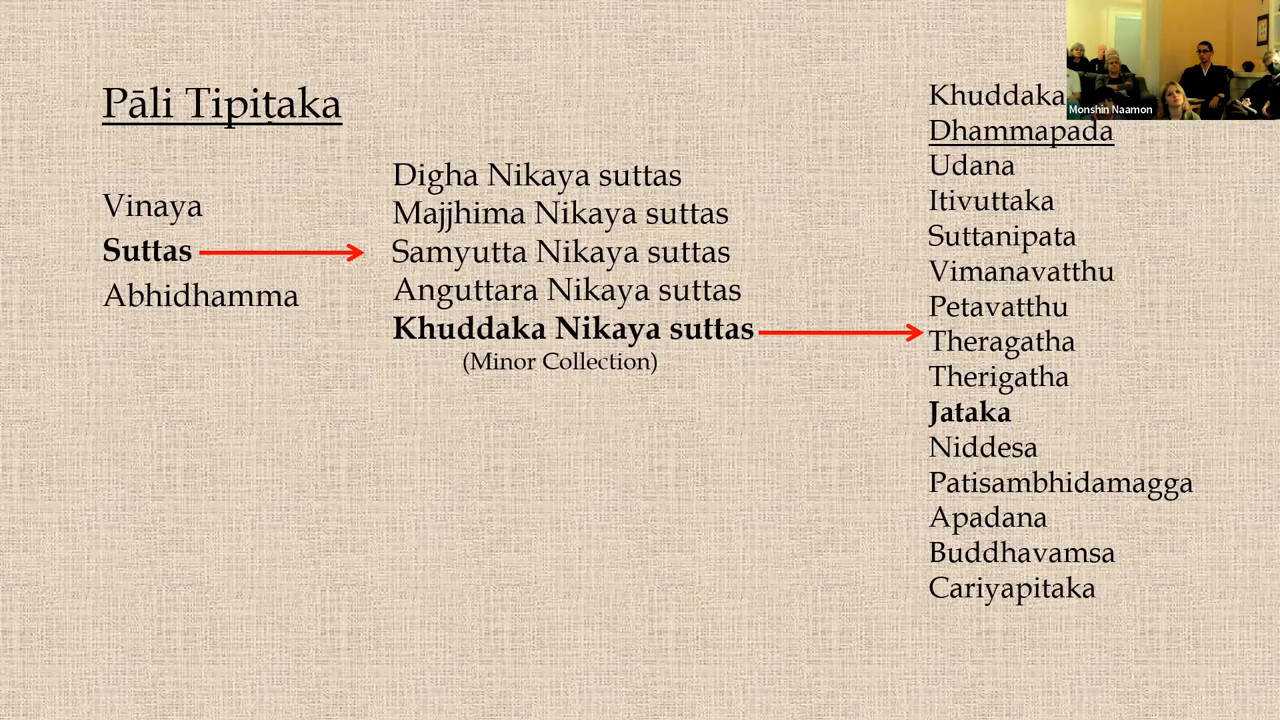 Pāli Tipiṭaka
Vinaya
Suttas
Abhidhamma
Digha Nikaya suttas
Majjhima Nikaya suttas
Samyutta Nikaya suttas
Anguttara Nikaya suttas
Khuddaka Nikaya suttas
(Minor Collection)
Khuddaka
Dhammapada
Udana
Itivuttaka
Suttanipata
Vimanavatthu
Petavatthu
Theragatha
Therigatha
Jataka
Niddesa
Patisambhidamagga
Apadana
Buddhavamsa
Cariyapitaka
Monshin Naamon